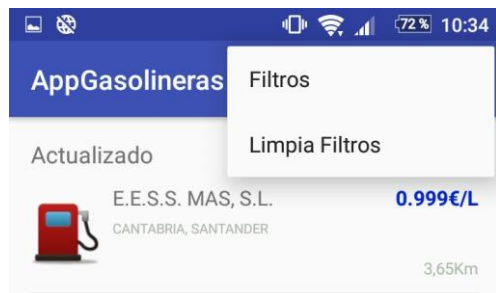 72% 10:34
AppGasolineras
Filtros
Limpia Filtros
Actualizado
E.E.S.S. MAS, S.L. 0.999€/L
CANTABRIA, SANTANDER
3,65Km